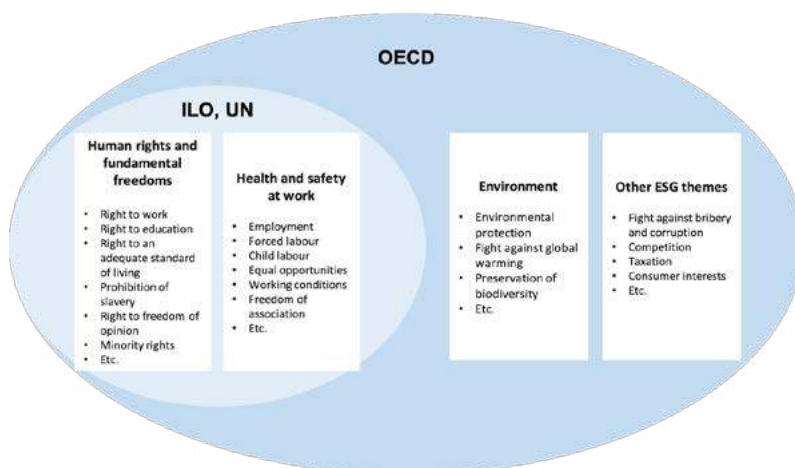 OECD
ILO, UN
Human rights and
fundamental
freedoms
• Right to work
• Right to education
• Right to an
adequate standard
of living
• Prohibition of
slavery
• Right to freedom of
opinion
• Minority rights
• Etc.
Health and safety
at work
• Employment
• Forced labour
• Child labour
• Equal opportunities
• Working conditions
• Freedom of
association
• Etc.
Environment
• Environmental
protection
• Fight against global
warming
• Preservation of
biodiversity
• Etc.
Other ESG themes
• Fight against bribery
and corruption
• Competition
• Taxation
• Consumer interests
• Etc.